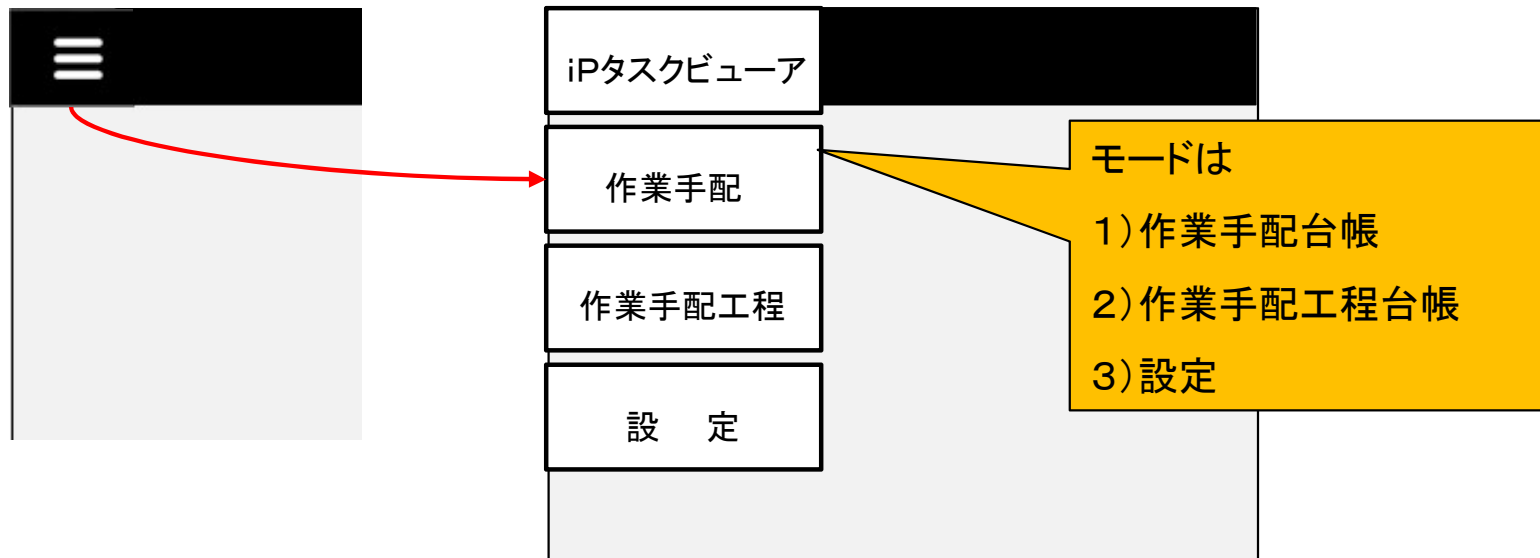 iPタスクビューア
作業手配
作業手配工程
設　定
モードは
１）作業手配台帳
２）作業手配工程台帳
３）設定